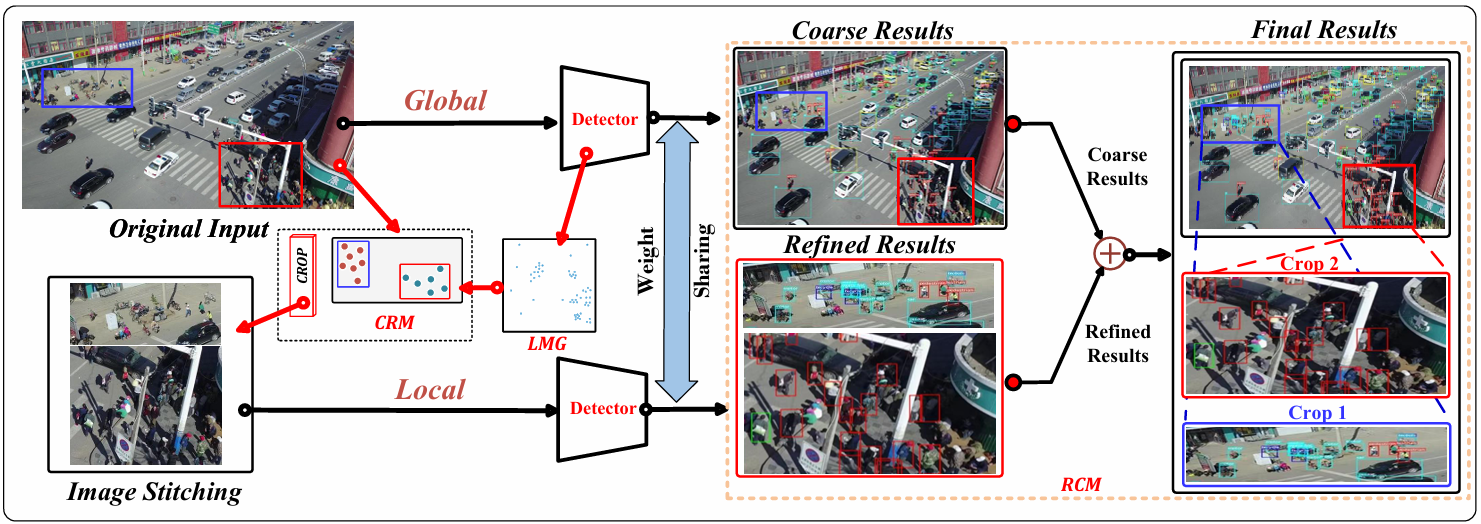 Coarse Results
Final Results
Global
Detector
Coarse
Results
Original Input
CROP
CRM
LMG
Weight
Sharing
Refined Results
Crop 2
Refined
Results
Local
Detector
Crop 1
RCM
Image Stitching